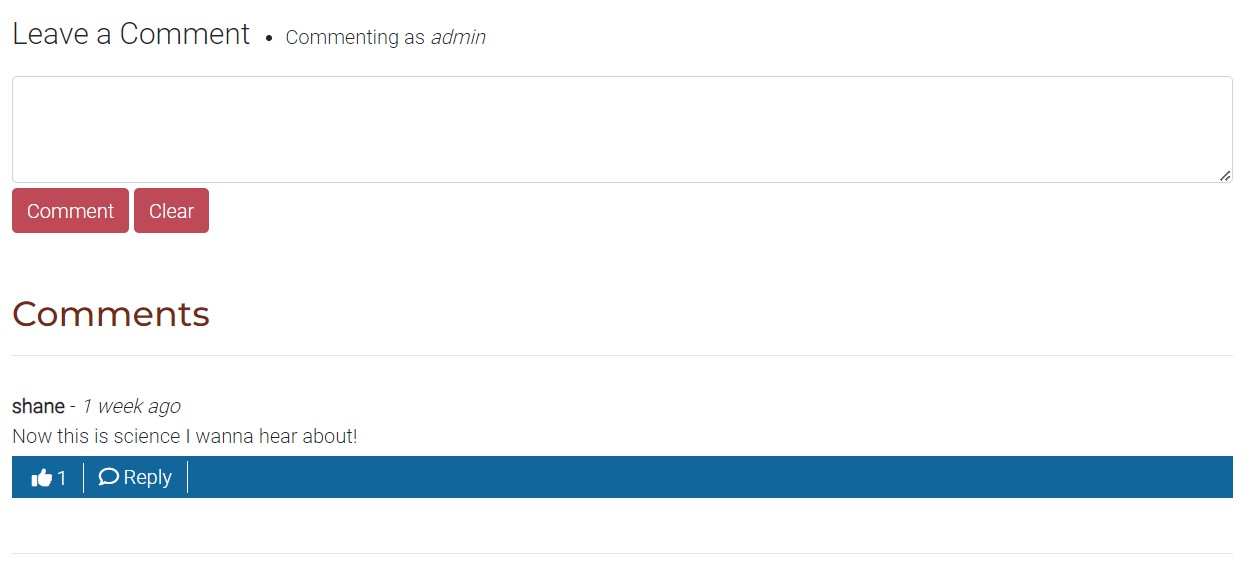 Leave a Comment • Commenting as admin
Comment Clear
Comments
shane - 1 week ago
Now this is science I wanna hear about!
1 Reply